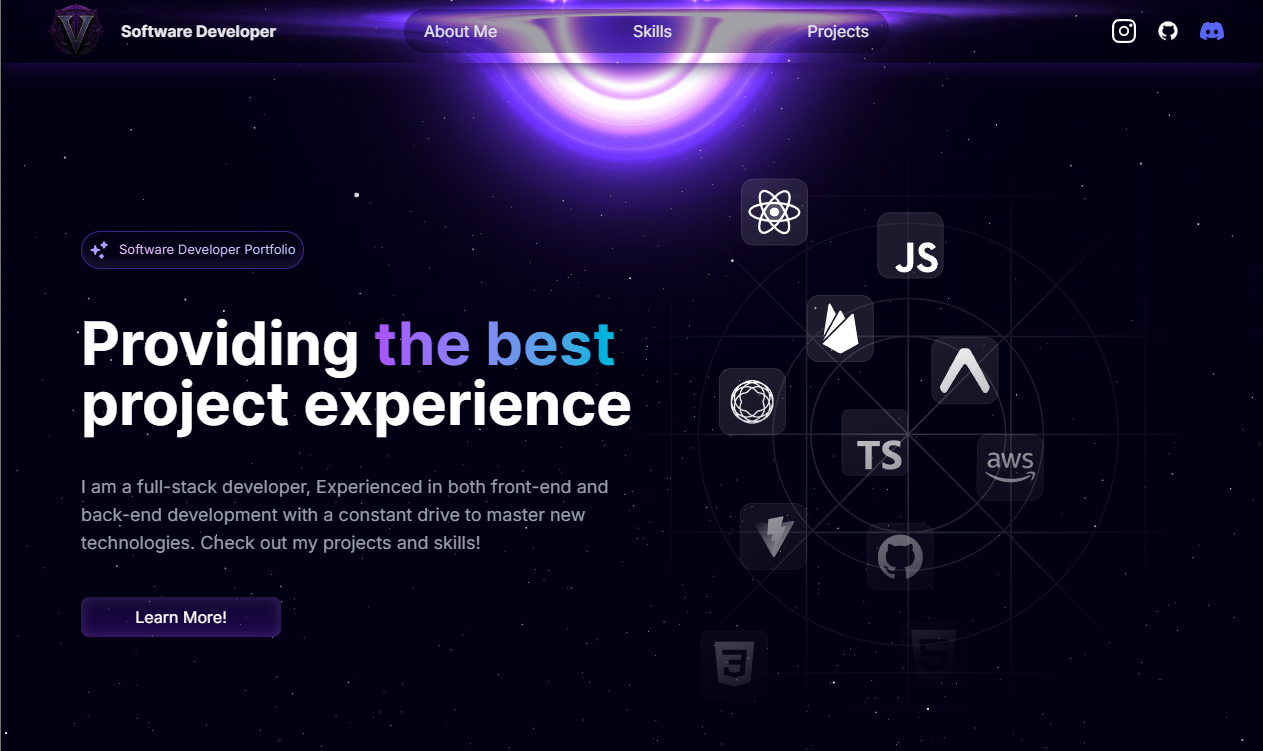 V
Software Developer
About Me
Skills
Projects
Software Developer Portfolio
Providing the best
project experience
I am a full-stack developer, Experienced in both front-end and
back-end development with a constant drive to master new
technologies. Check out my projects and skills!
Learn More!
JS
TS
aws
3
5